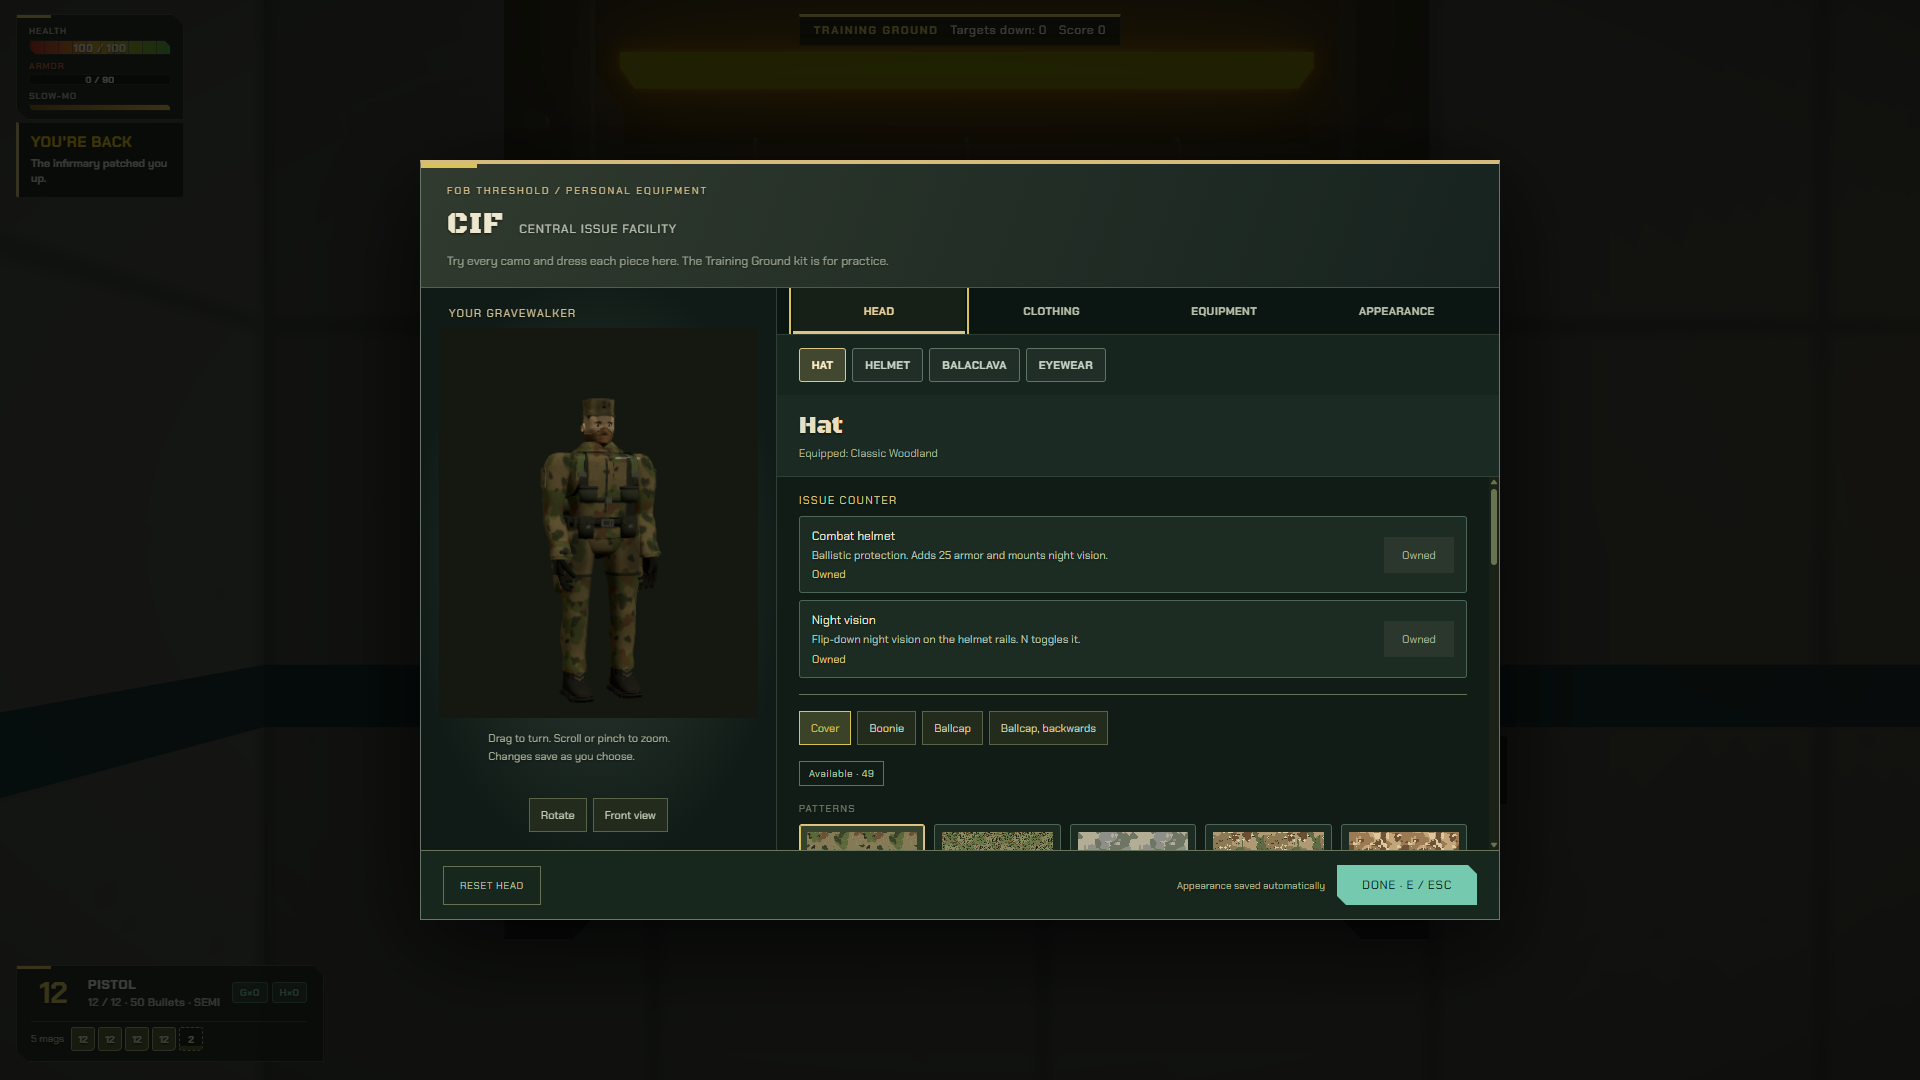 HEALTH
100 / 100
ARMOR
0 / 90
SLOW-MO
YOU'RE BACK
The infirmary patched you
up.
TRAINING GROUND Targets down: 0 Score 0
FOB THRESHOLD / PERSONAL EQUIPMENT
CIF CENTRAL ISSUE FACILITY
Try every camo and dress each piece here. The Training Ground kit is for practice.
YOUR GRAVEWALKER
Drag to turn. Scroll or pinch to zoom.
Changes save as you choose.
Rotate Front view
HEAD CLOTHING EQUIPMENT APPEARANCE
HAT HELMET BALACLAVA EYEWEAR
Hat
Equipped: Classic Woodland
ISSUE COUNTER
Combat helmet
Ballistic protection. Adds 25 armor and mounts night vision.
Owned
Owned
Night vision
Flip-down night vision on the helmet rails. N toggles it.
Owned
Owned
Cover Boonie Ballcap Ballcap, backwards
Available · 49
PATTERNS
RESET HEAD
Appearance saved automatically
DONE · E / ESC
12 PISTOL
12 / 12 · 50 Bullets · SEMI
G×0 H×0
5 mags 12 12 12 12 2